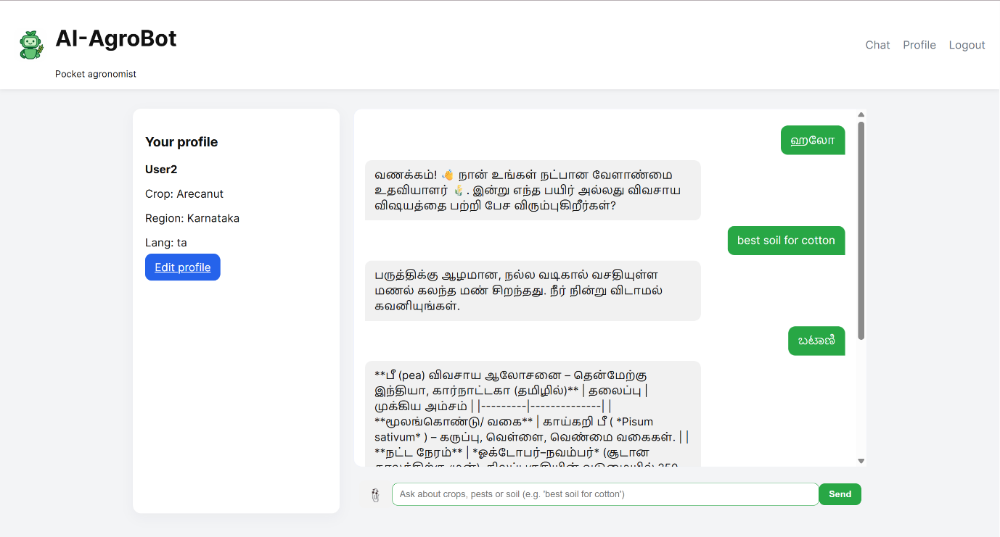 AI-AgroBot
Pocket agronomist
Chat Profile Logout
Your profile
User2
Crop: Arecanut
Region: Karnataka
Lang: ta
Edit profile
ஹலோ
வணக்கம்! 👋 நான் உங்கள் நட்பான வேளாண்மை
உதவியாளர் 🌾. இன்று எந்த பயிர் அல்லது விவசாய
விஷயத்தை பற்றி பேச விரும்புகிறீர்கள்?
best soil for cotton
பருத்திக்கு ஆழமான, நல்ல வடிகால் வசதியுள்ள
மணல் கலந்த மண் சிறந்தது. நீர் நின்று விடாமல்
கவனியுங்கள்.
ಬಟಾಣಿ
**பீ (pea) விவசாய ஆலோசனை – தென்மேற்கு
இந்தியா, கார்நாட்டகா (தமிழில்)** | தலைப்பு |
முக்கிய அம்சம் | |---------|--------------| |
**மூலங்கொண்டு/ வகை** | காய்கறி பீ ( *Pisum
sativum* ) – கருப்பு, வெள்ளை, வெண்மை வகைகள். | |
**நட்ட நேரம்** | *ஓக்டோபர்–நவம்பர்* (சூடான
Ask about crops, pests or soil (e.g. 'best soil for cotton')
Send